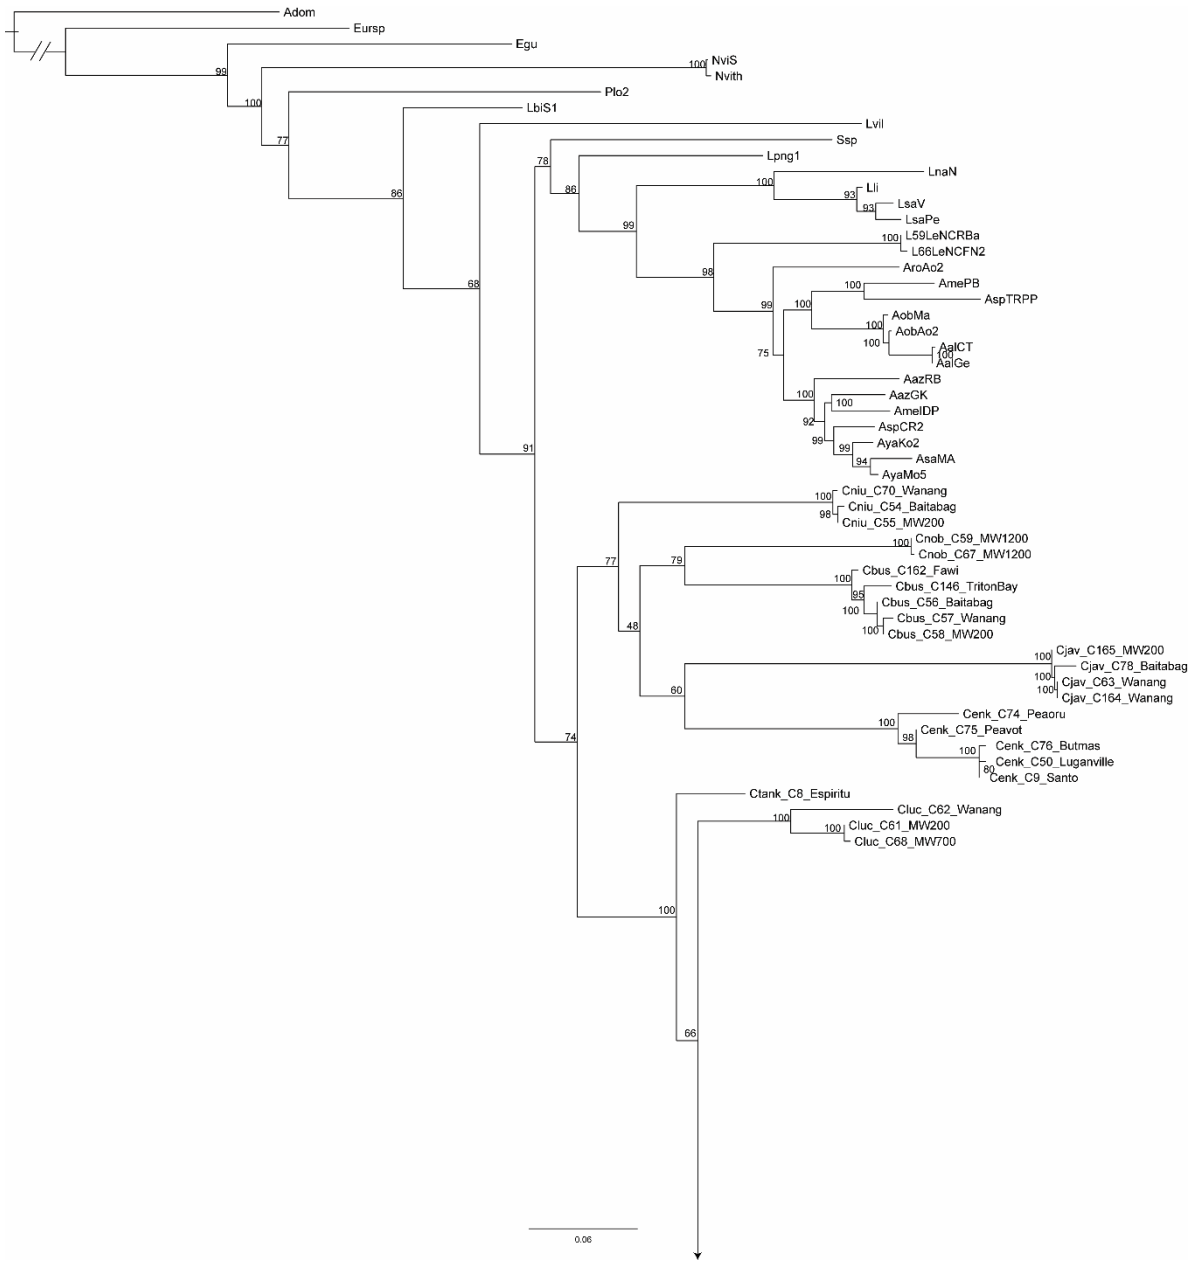 Adom
Eursp
Egu
99
NviS
100
Nvith
100
Plo2
77
LbiS1
86
Lvil
68
Ssp
78
Lpng1
86
LnaN
100
Lli
93
LsaV
93
LsaPe
99
L59LeNCRBa
100
L66LeNCFN2
98
AroAo2
99
AmePB
100
AspTRPP
100
AobMa
100
AobAo2
100
AalCT
100
AalGe
75
AazRB
100
AazGK
100
AmelDP
92
AspCR2
99
AyaKo2
99
AsaMA
94
AyaMo5
91
Cniu_C70_Wanang
100
Cniu_C54_Baitabag
98
Cniu_C55_MW200
77
Cnob_C59_MW1200
100
Cnob_C67_MW1200
79
Cbus_C162_Fawi
100
Cbus_C146_TritonBay
95
Cbus_C56_Baitabag
100
Cbus_C57_Wanang
100
Cbus_C58_MW200
48
Cjav_C165_MW200
100
Cjav_C78_Baitabag
100
Cjav_C63_Wanang
100
Cjav_C164_Wanang
60
Cenk_C74_Peaoru
100
Cenk_C75_Peavot
98
Cenk_C76_Butmas
100
Cenk_C50_Luganville
80
Cenk_C9_Santo
74
Ctank_C8_Espiritu
Cluc_C62_Wanang
100
Cluc_C61_MW200
100
Cluc_C68_MW700
100
66
0.06